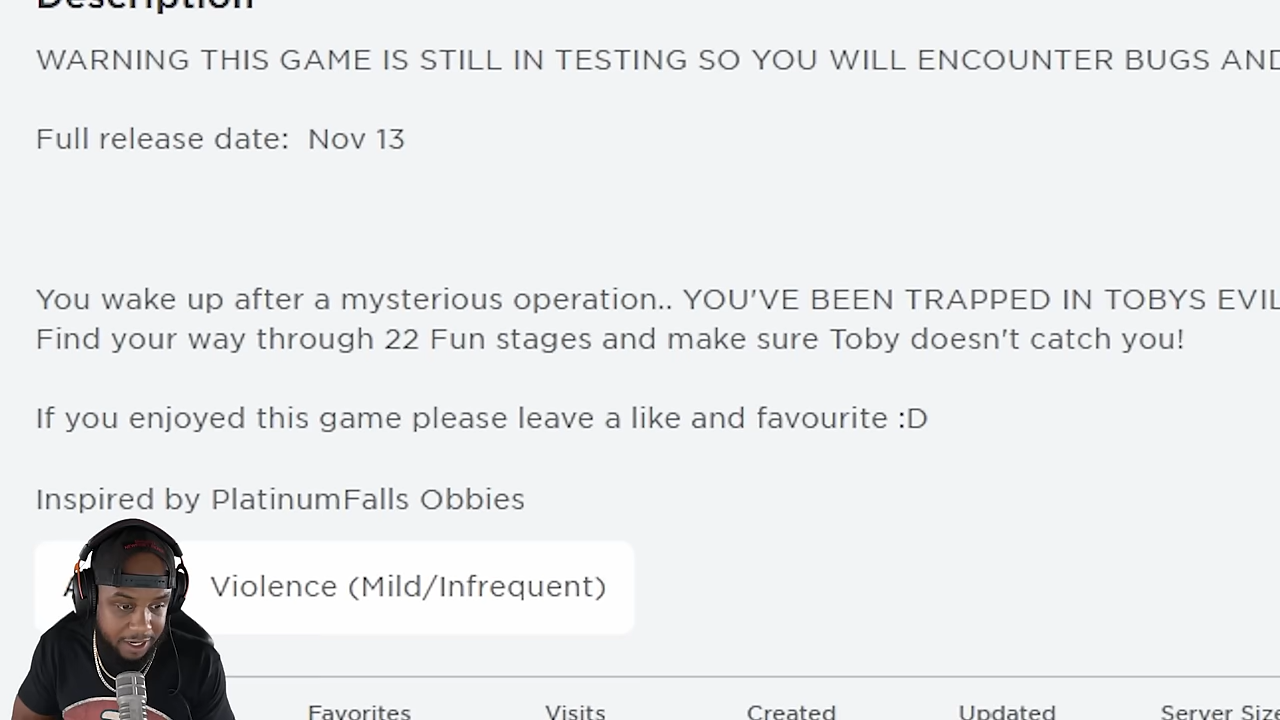 Description
WARNING THIS GAME IS STILL IN TESTING SO YOU WILL ENCOUNTER BUGS AND
Full release date: Nov 13
You wake up after a mysterious operation.. YOU'VE BEEN TRAPPED IN TOBYS EVIL
Find your way through 22 Fun stages and make sure Toby doesn't catch you!
If you enjoyed this game please leave a like and favourite :D
Inspired by PlatinumFalls Obbies
Violence (Mild/Infrequent)
Favorites Visits Created Updated Server Size